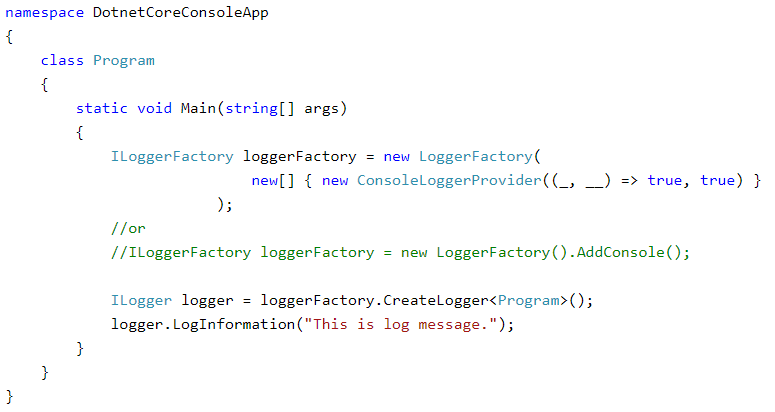 namespace DotnetCoreConsoleApp
{
    class Program
    {
        static void Main(string[] args)
        {
            ILoggerFactory loggerFactory = new LoggerFactory(
                            new[] { new ConsoleLoggerProvider((_, __) => true, true) }
                        );
            //or
            //ILoggerFactory loggerFactory = new LoggerFactory().AddConsole();

            ILogger logger = loggerFactory.CreateLogger<Program>();
            logger.LogInformation("This is log message.");
        }
    }
}